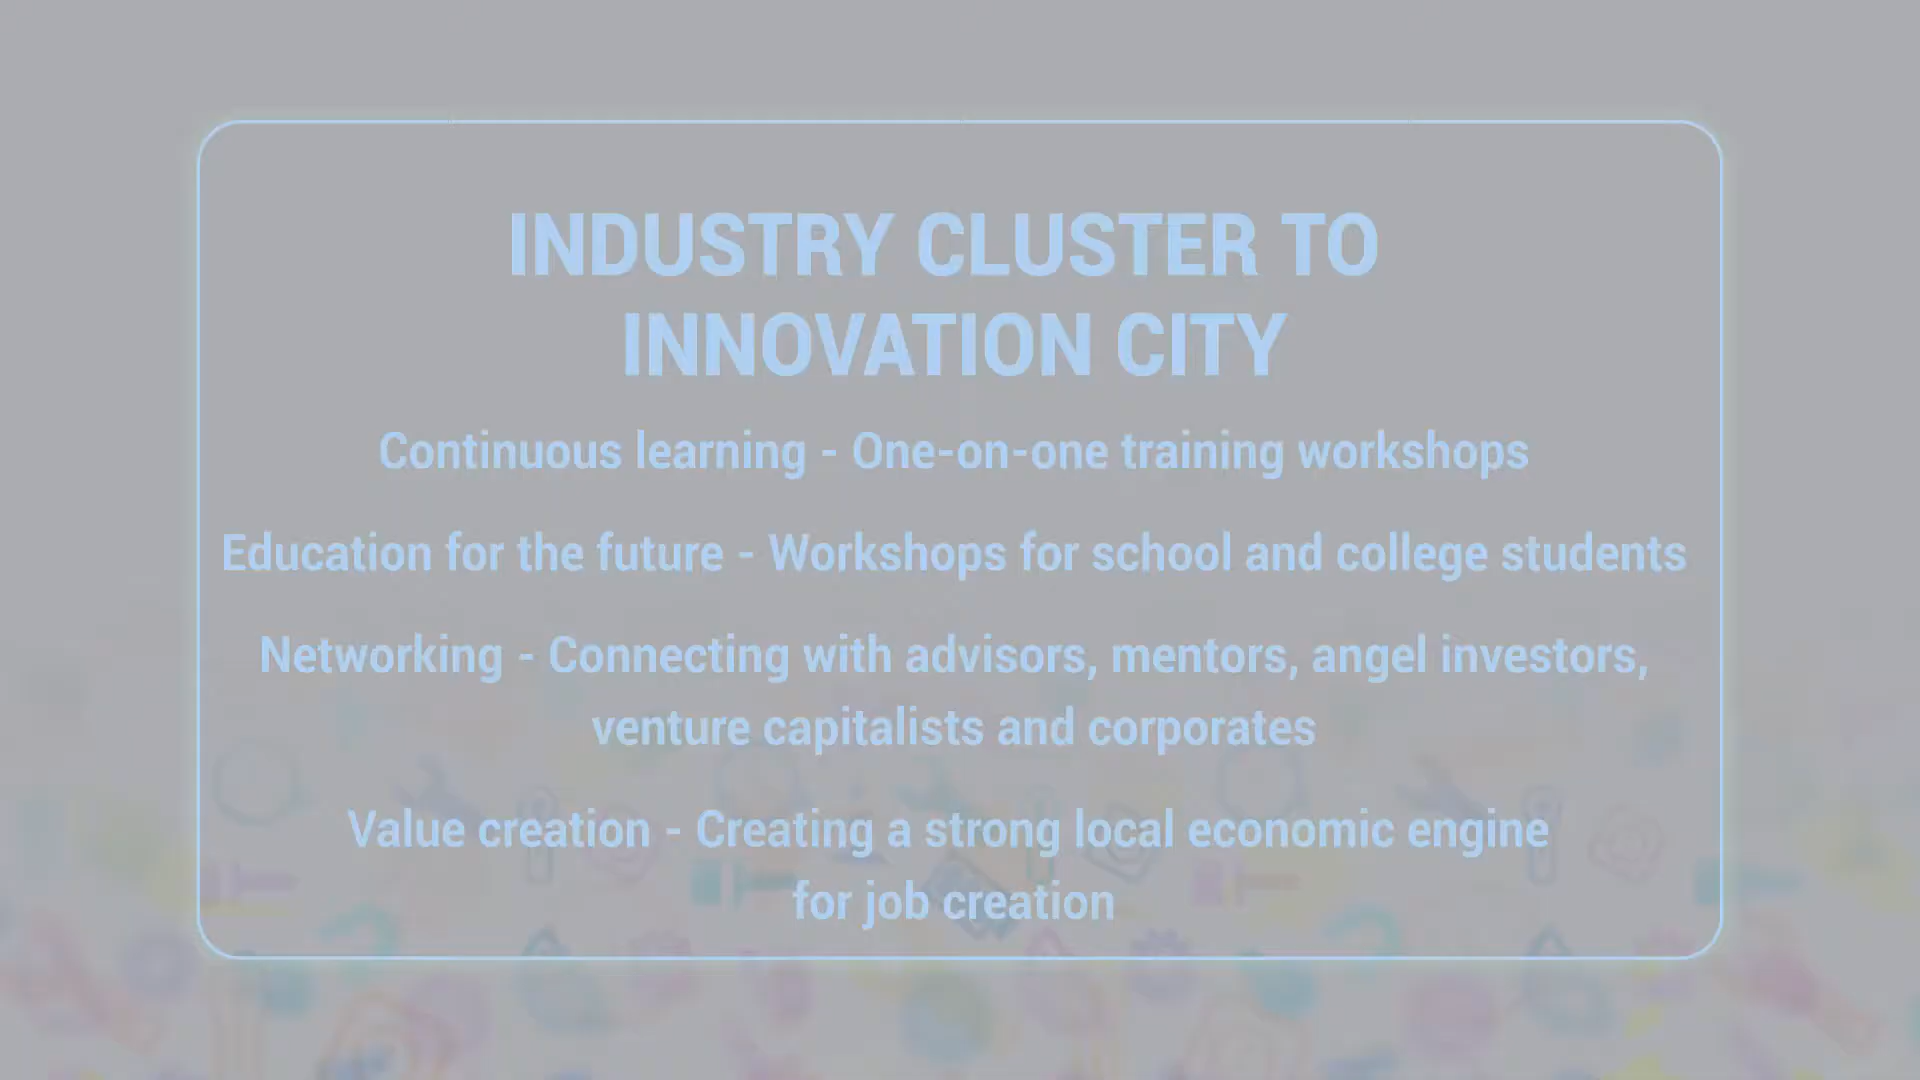 INDUSTRY CLUSTER TO
INNOVATION CITY
Continuous learning - One-on-one training workshops
Education for the future - Workshops for school and college students
Networking - Connecting with advisors, mentors, angel investors,
venture capitalists and corporates
Value creation - Creating a strong local economic engine
for job creation